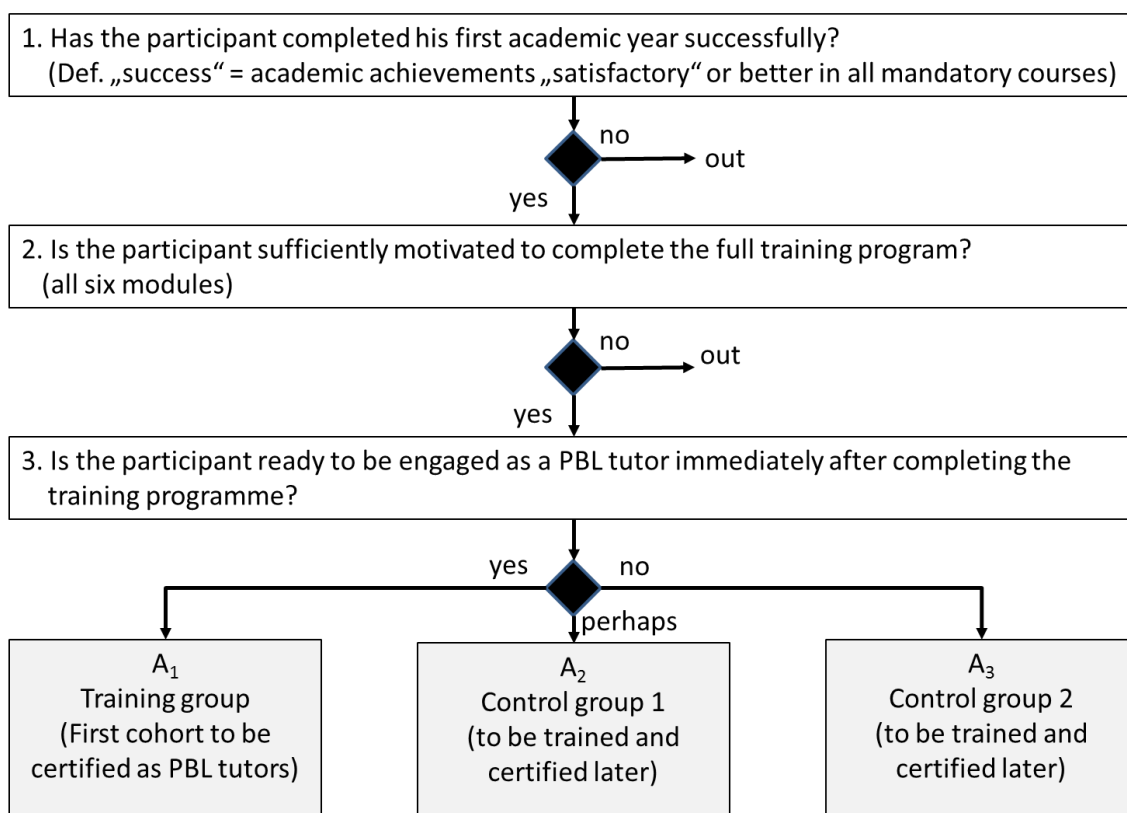 1. Has the participant completed his first academic year successfully?
(Def. „success“ = academic achievements „satisfactory“ or better in all mandatory courses)
no
out
yes
2. Is the participant sufficiently motivated to complete the full training program?
(all six modules)
no
out
yes
3. Is the participant ready to be engaged as a PBL tutor immediately after completing the
training programme?
yes
no
perhaps
A₁
Training group
(First cohort to be
certified as PBL tutors)
A₂
Control group 1
(to be trained and
certified later)
A₃
Control group 2
(to be trained and
certified later)